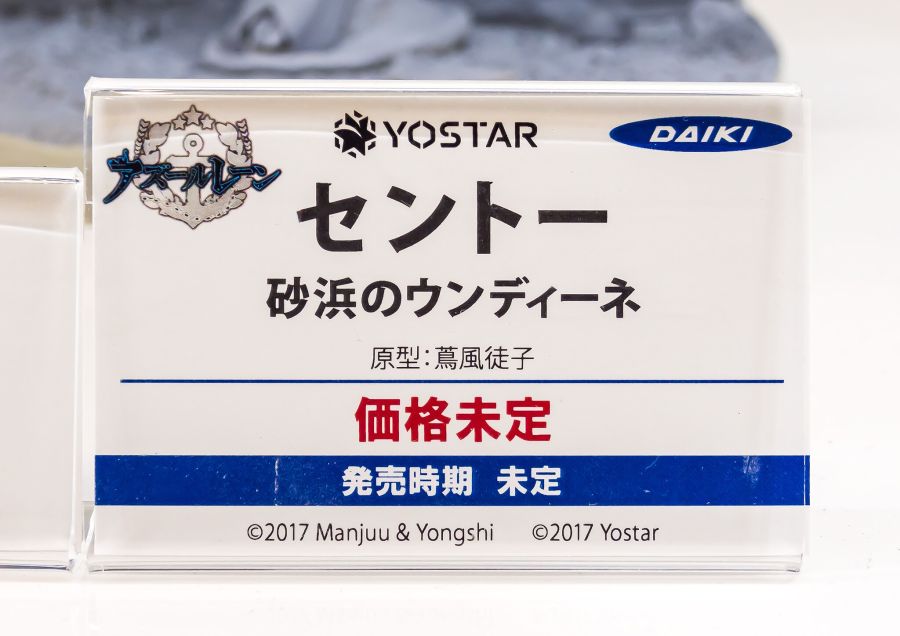 アズールレーン
YOSTAR
DAIKI
セントー
砂浜のウンディーネ
原型：蔦風徒子
価格未定
発売時期 未定
©2017 Manjuu & Yongshi ©2017 Yostar